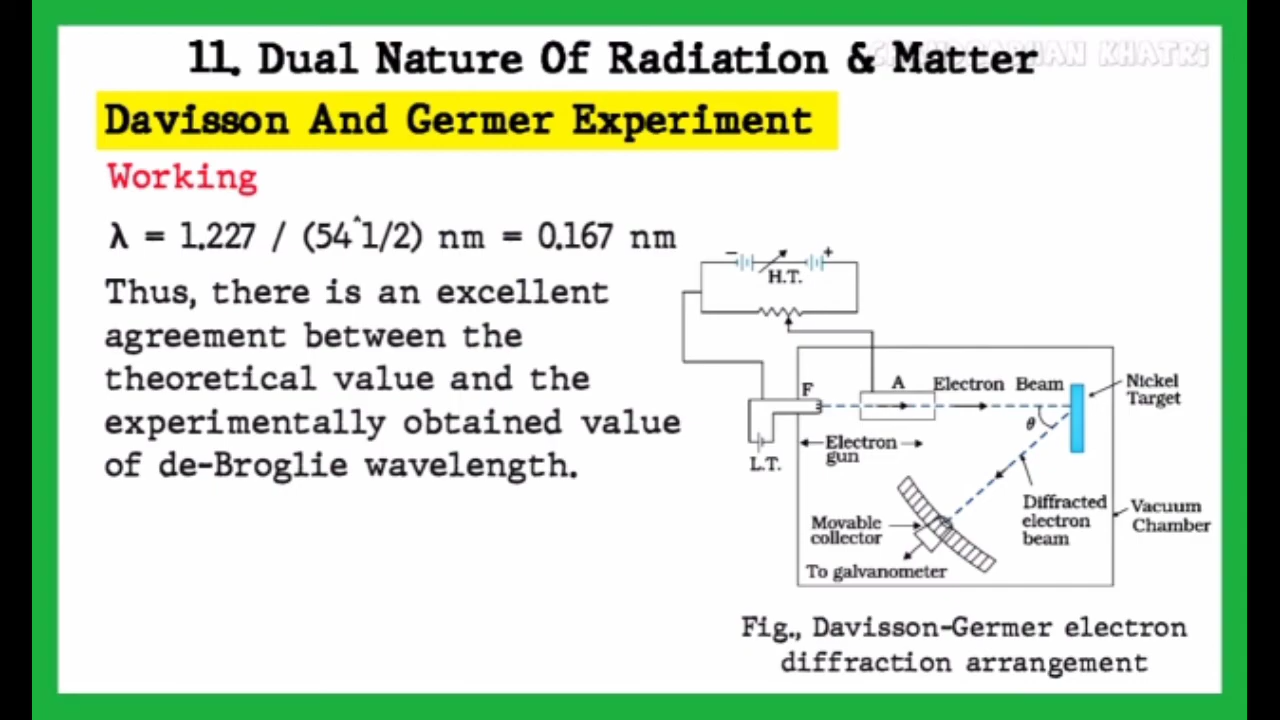 11. Dual Nature Of Radiation & Matter
KHATRi
Davisson And Germer Experiment
Working
λ = 1.227 / (54^1/2) nm = 0.167 nm
Thus, there is an excellent
agreement between the
theoretical value and the
experimentally obtained value
of de-Broglie wavelength.
− +
H.T.
F
A
Electron Beam
Nickel
Target
θ
Electron
gun
L.T.
Diffracted
electron
beam
Vacuum
Chamber
Movable
collector
To galvanometer
Fig., Davisson-Germer electron
diffraction arrangement